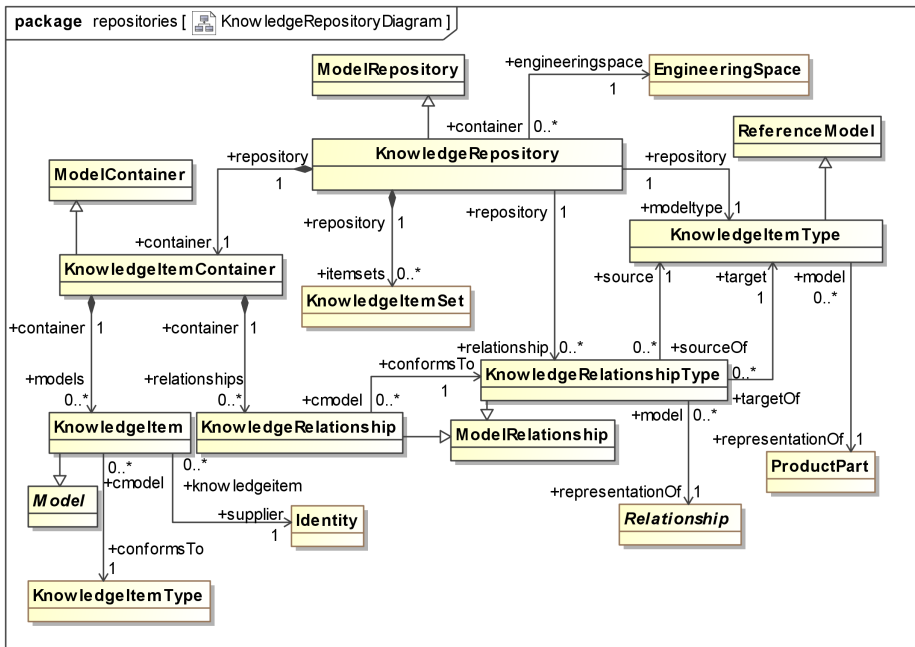 package repositories [ KnowledgeRepositoryDiagram ]
ModelRepository
+engineeringspace
1
EngineeringSpace
+container 0..*
ReferenceModel
KnowledgeRepository
+repository
1
+repository
1
ModelContainer
+repository 1
+repository 1
+modeltype 1
KnowledgeItemType
+container 1
KnowledgeItemContainer
+itemsets 0..*
KnowledgeItemSet
+source 1
+target
1
+model
0..*
+container 1
+container 1
+relationship 0..*
0..* +sourceOf
+conformsTo
1
KnowledgeRelationshipType
0..*
+targetOf
+models
0..*
+relationships
0..*
+cmodel 0..*
+model 0..*
KnowledgeItem
KnowledgeRelationship
ModelRelationship
+representationOf 1
ProductPart
0..*
+cmodel
0..*
+knowledgeitem
Model
+supplier
1
Identity
+representationOf 1
Relationship
+conformsTo
1
KnowledgeItemType